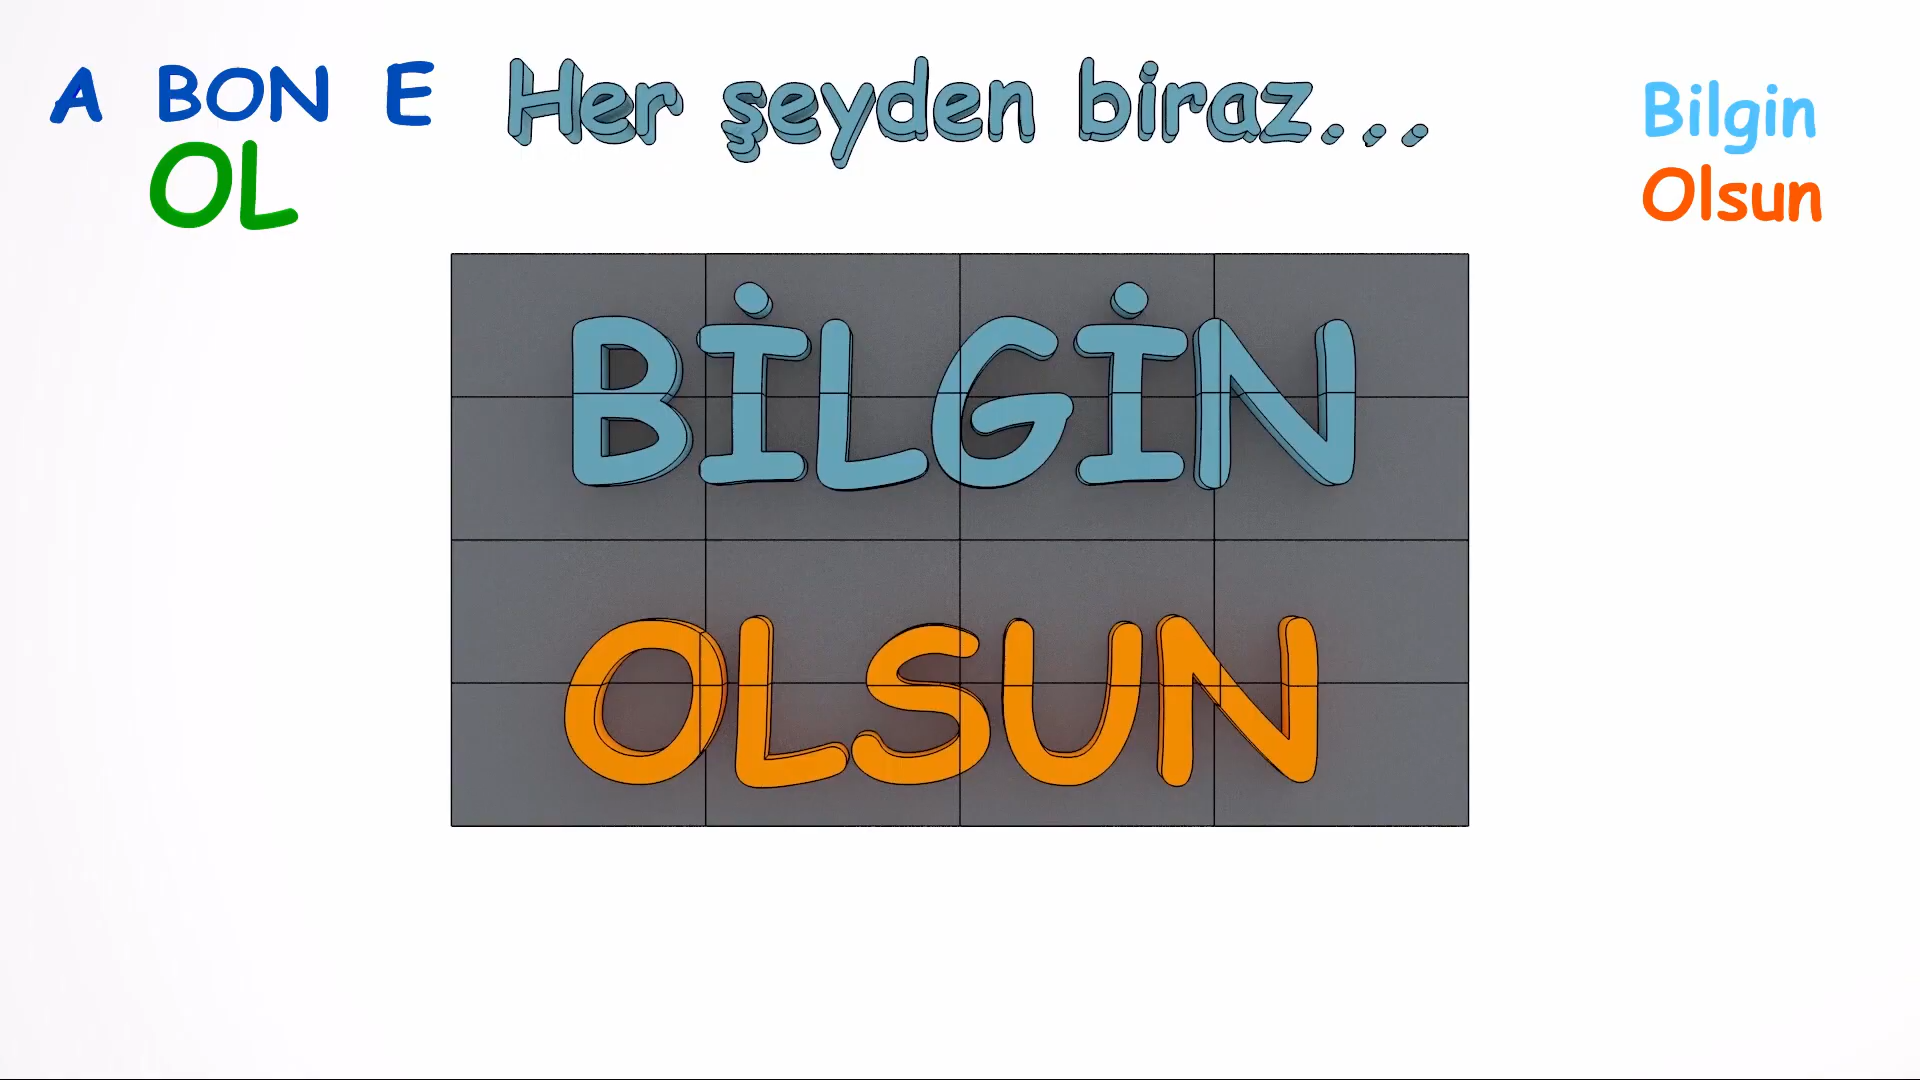 A BON E
OL
Her şeyden biraz...
Bilgin
Olsun
BİLGİN
OLSUN